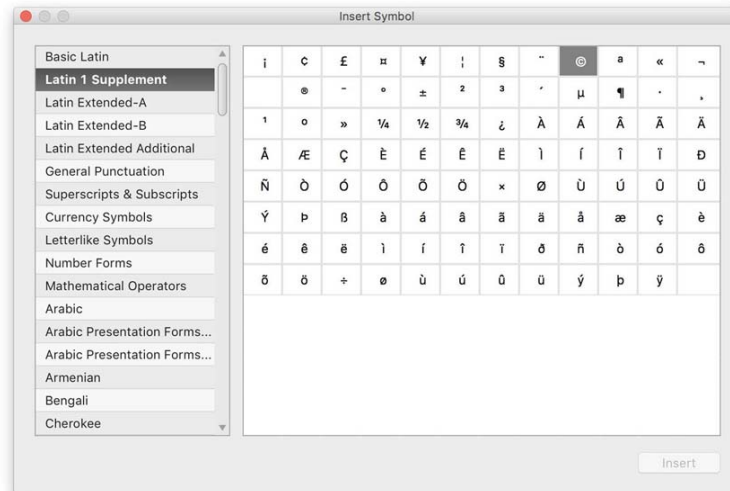 Insert Symbol
Basic Latin
Latin 1 Supplement
Latin Extended-A
Latin Extended-B
Latin Extended Additional
General Punctuation
Superscripts & Subscripts
Currency Symbols
Letterlike Symbols
Number Forms
Mathematical Operators
Arabic
Arabic Presentation Forms...
Arabic Presentation Forms...
Armenian
Bengali
Cherokee
¡ ¢ £ ¤ ¥ ¦ § ¨ © ª « ¬
® ¯ ° ± ² ³ ´ µ ¶ · ¸
¹ º » ¼ ½ ¾ ¿ À Á Â Ã Ä
Å Æ Ç È É Ê Ë Ì Í Î Ï Ð
Ñ Ò Ó Ô Õ Ö × Ø Ù Ú Û Ü
Ý Þ ß à á â ã ä å æ ç è
é ê ë ì í î ï ð ñ ò ó ô
õ ö ÷ ø ù ú û ü ý þ ÿ
Insert